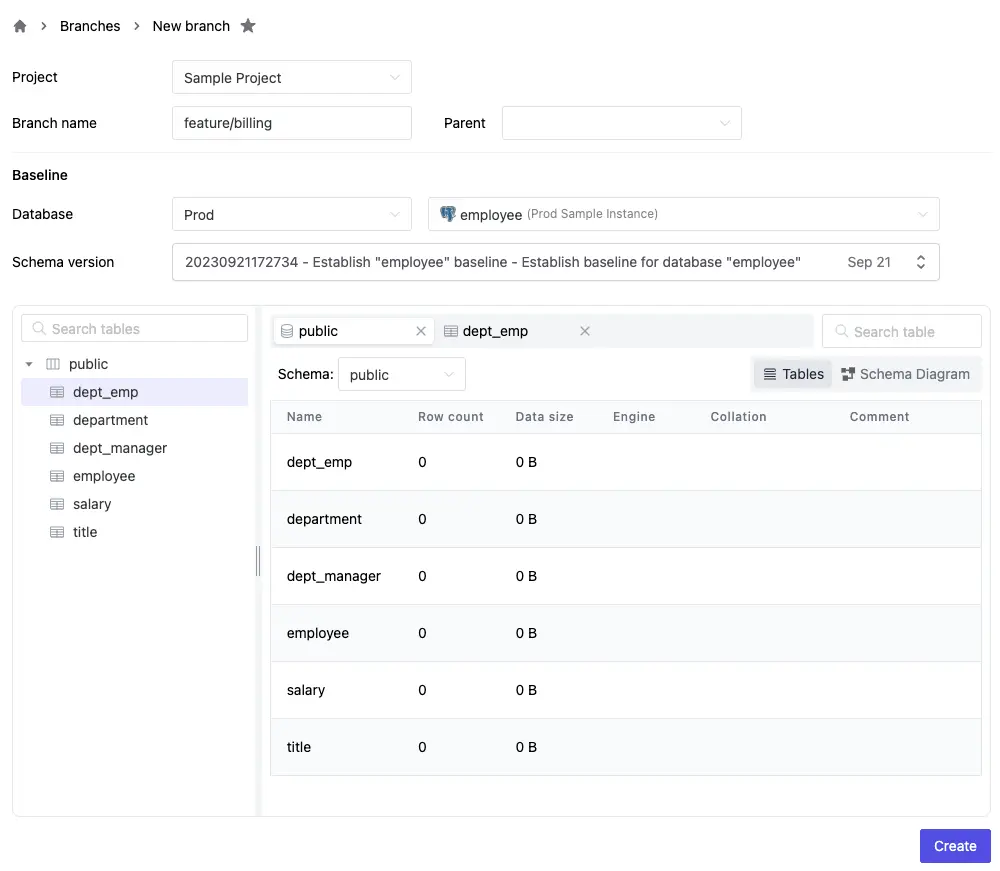 Branches New branch
Project Sample Project
Branch name feature/billing Parent
Baseline
Database Prod employee (Prod Sample Instance)
Schema version 20230921172734 - Establish "employee" baseline - Establish baseline for database "employee" Sep 21
Search tables
public
dept_emp
department
dept_manager
employee
salary
title
public dept_emp Search table
Schema: public Tables Schema Diagram
Name Row count Data size Engine Collation Comment
dept_emp 0 0 B
department 0 0 B
dept_manager 0 0 B
employee 0 0 B
salary 0 0 B
title 0 0 B
Create